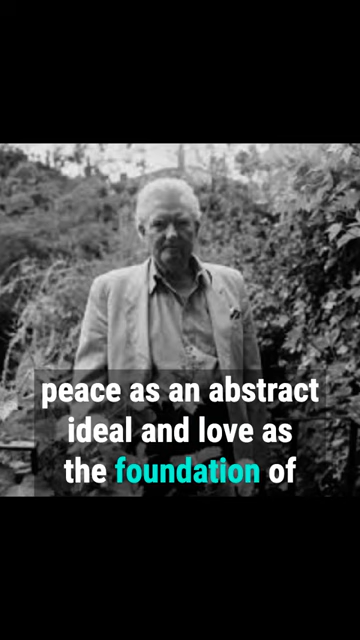 peace as an abstract
ideal and love as
the foundation of